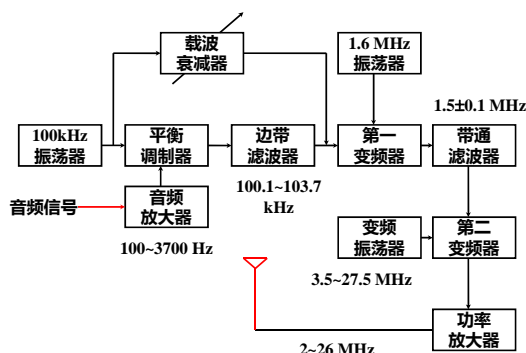 载波
衰减器
1.6 MHz
振荡器
1.5±0.1 MHz
100kHz
振荡器
平衡
调制器
边带
滤波器
第一
变频器
带通
滤波器
100.1~103.7
kHz
音频信号
音频
放大器
100~3700 Hz
变频
振荡器
第二
变频器
3.5~27.5 MHz
功率
放大器
2~26 MHz